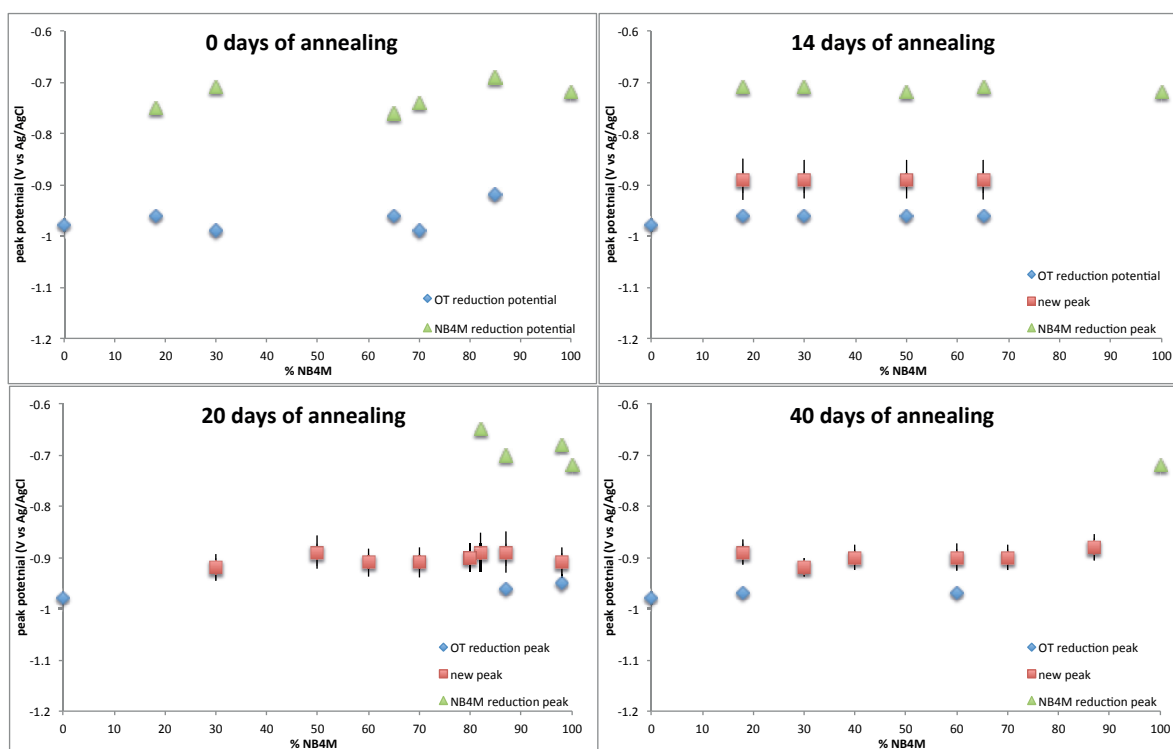 0 days of annealing
-0.6
-0.7
-0.8
-0.9
-1
-1.1
-1.2
peak potetnial (V vs Ag/AgCl
0 10 20 30 40 50 60 70 80 90 100
% NB4M
OT reduction potential
NB4M reduction potential
14 days of annealing
-0.6
-0.7
-0.8
-0.9
-1
-1.1
-1.2
peak potetnial (V vs Ag/AgCl
0 10 20 30 40 50 60 70 80 90 100
% NB4M
OT reduction potential
new peak
NB4M reduction peak
20 days of annealing
-0.6
-0.7
-0.8
-0.9
-1
-1.1
-1.2
peak potetnial (V vs Ag/AgCl
0 10 20 30 40 50 60 70 80 90 100
% NB4M
OT reduction peak
new peak
NB4M reduction peak
40 days of annealing
-0.6
-0.7
-0.8
-0.9
-1
-1.1
-1.2
peak potetnial (V vs Ag/AgCl
0 10 20 30 40 50 60 70 80 90 100
% NB4M
OT reduction peak
new peak
NB4M reduction peak